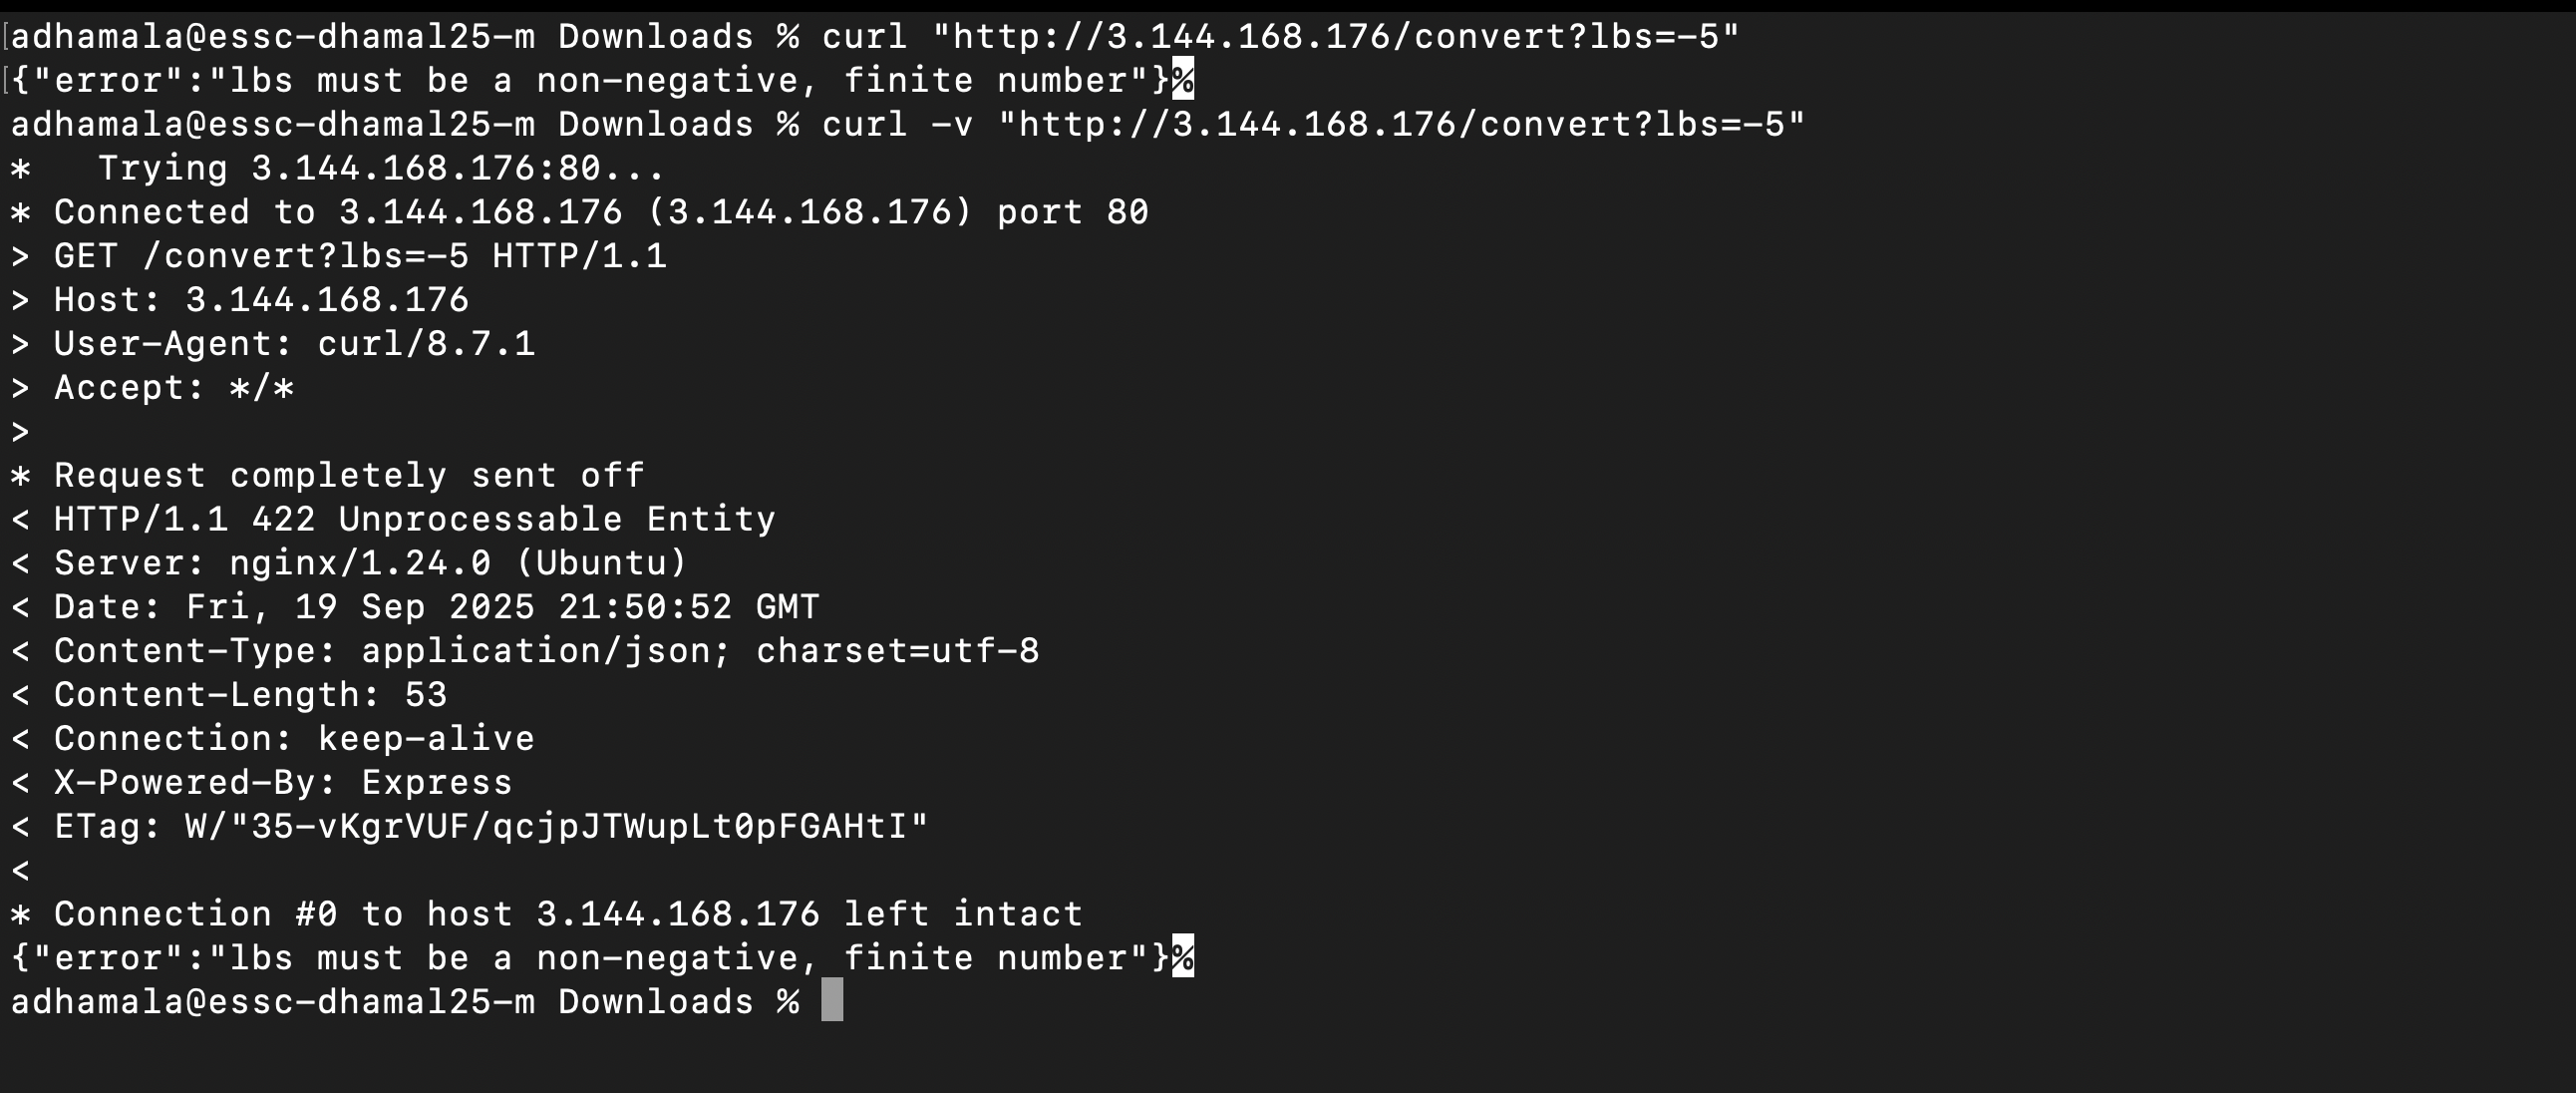 [adhamala@essc-dhamal25-m Downloads % curl "http://3.144.168.176/convert?lbs=-5"
[{"error":"lbs must be a non-negative, finite number"}%
adhamala@essc-dhamal25-m Downloads % curl -v "http://3.144.168.176/convert?lbs=-5"
*   Trying 3.144.168.176:80...
* Connected to 3.144.168.176 (3.144.168.176) port 80
> GET /convert?lbs=-5 HTTP/1.1
> Host: 3.144.168.176
> User-Agent: curl/8.7.1
> Accept: */*
>
* Request completely sent off
< HTTP/1.1 422 Unprocessable Entity
< Server: nginx/1.24.0 (Ubuntu)
< Date: Fri, 19 Sep 2025 21:50:52 GMT
< Content-Type: application/json; charset=utf-8
< Content-Length: 53
< Connection: keep-alive
< X-Powered-By: Express
< ETag: W/"35-vKgrVUF/qcjpJTWupLt0pFGAHtI"
<
* Connection #0 to host 3.144.168.176 left intact
{"error":"lbs must be a non-negative, finite number"}%
adhamala@essc-dhamal25-m Downloads %